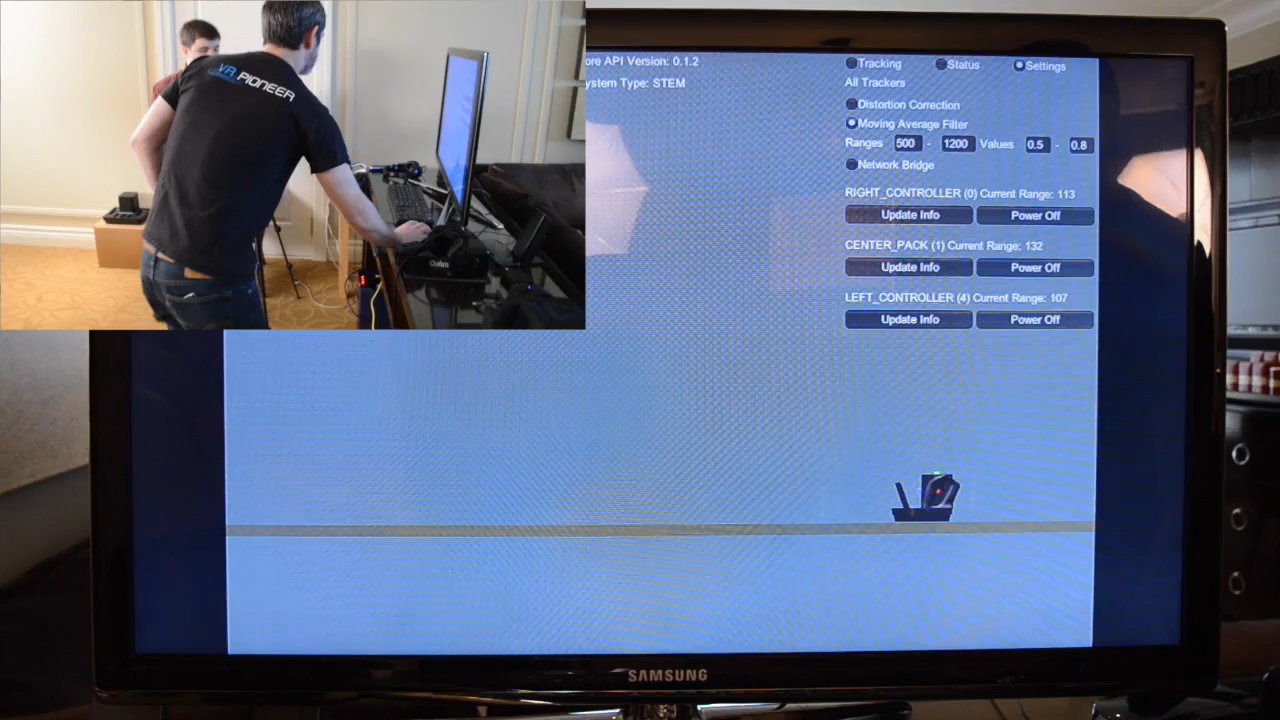 VR PIONEER
Oculus
ore API Version: 0.1.2
ystem Type: STEM
Tracking Status Settings
All Trackers
Distortion Correction
Moving Average Filter
Ranges 500 - 1200 Values 0.5 - 0.8
Network Bridge
RIGHT_CONTROLLER (0) Current Range: 113
Update Info Power Off
CENTER_PACK (1) Current Range: 132
Update Info Power Off
LEFT_CONTROLLER (4) Current Range: 107
Update Info Power Off
SAMSUNG